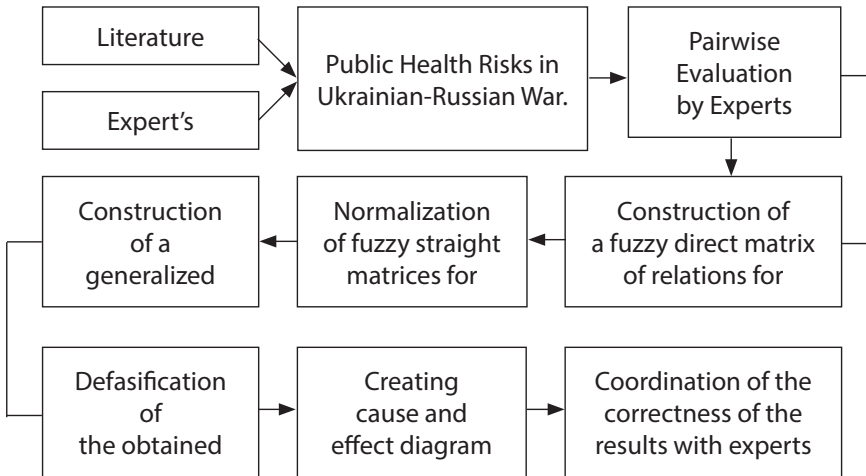 Literature
Expert's
Public Health Risks in
Ukrainian-Russian War.
Pairwise
Evaluation
by Experts
Construction of
a fuzzy direct matrix
of relations for
Normalization
of fuzzy straight
matrices for
Construction
of a
generalized
Defasification
of
the obtained
Creating
cause and
effect diagram
Coordination of the
correctness of the
results with experts